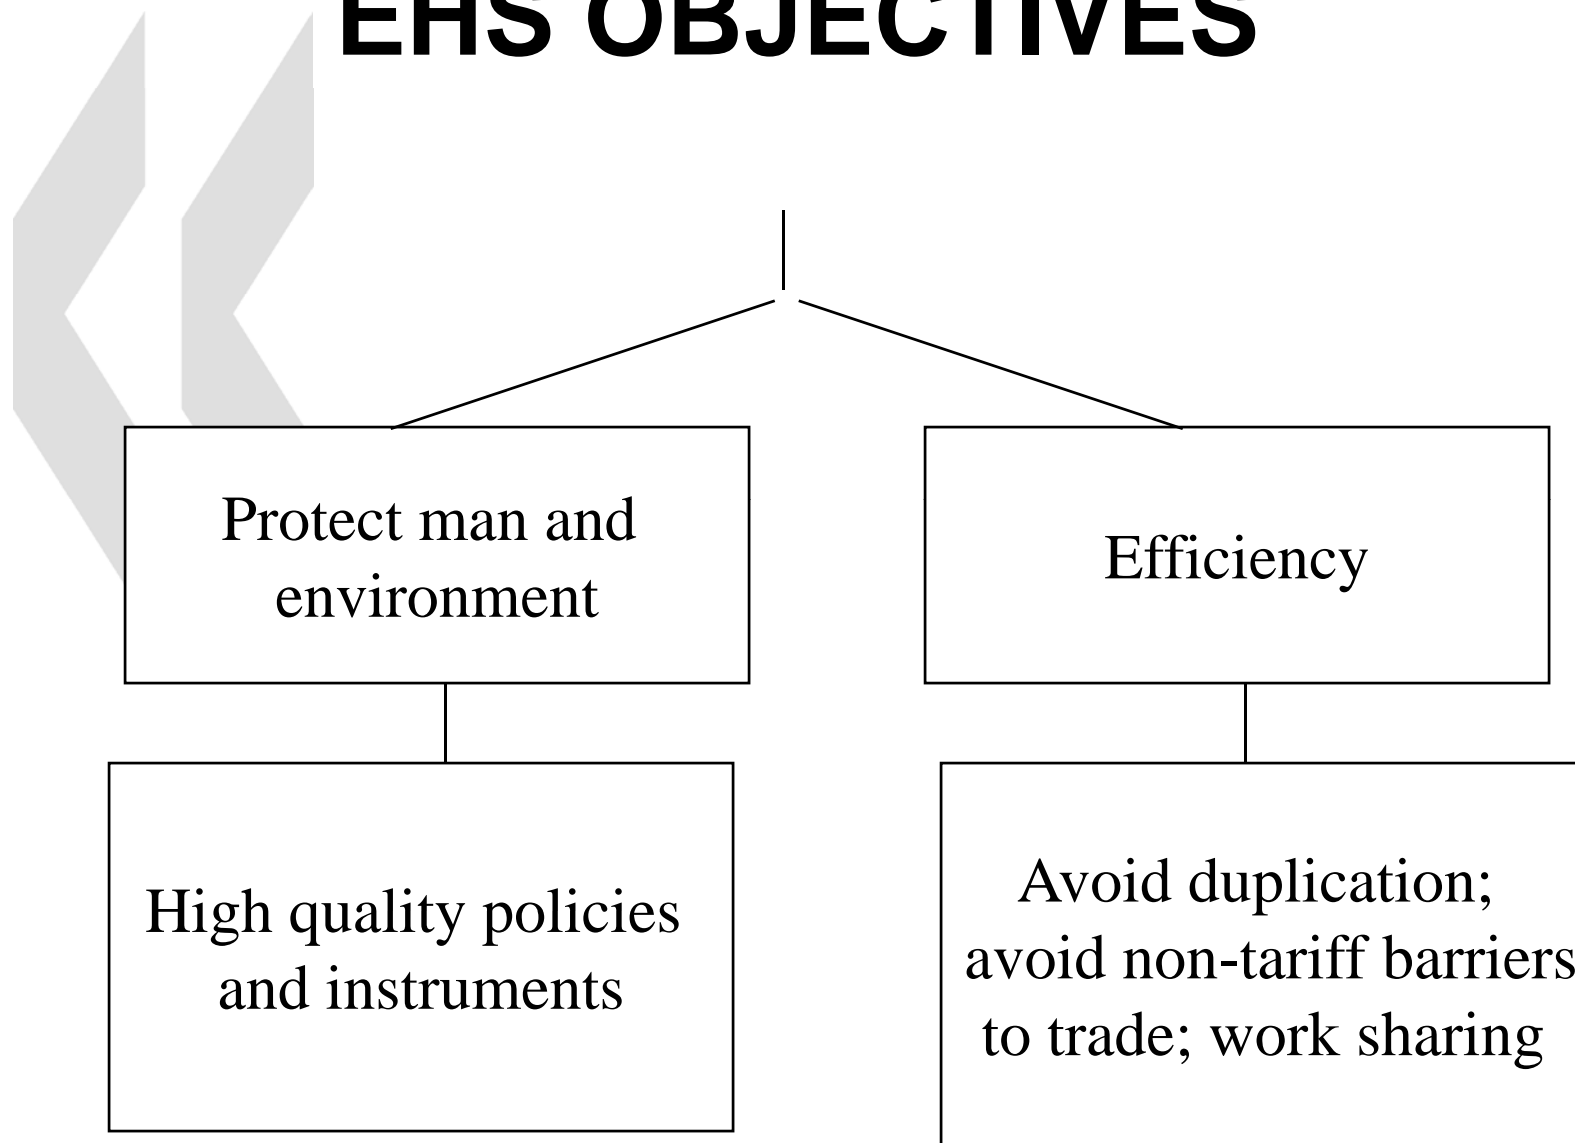 EHS OBJECTIVES
Protect man and
environment
Efficiency
High quality policies
and instruments
Avoid duplication;
avoid non-tariff barriers
to trade; work sharing